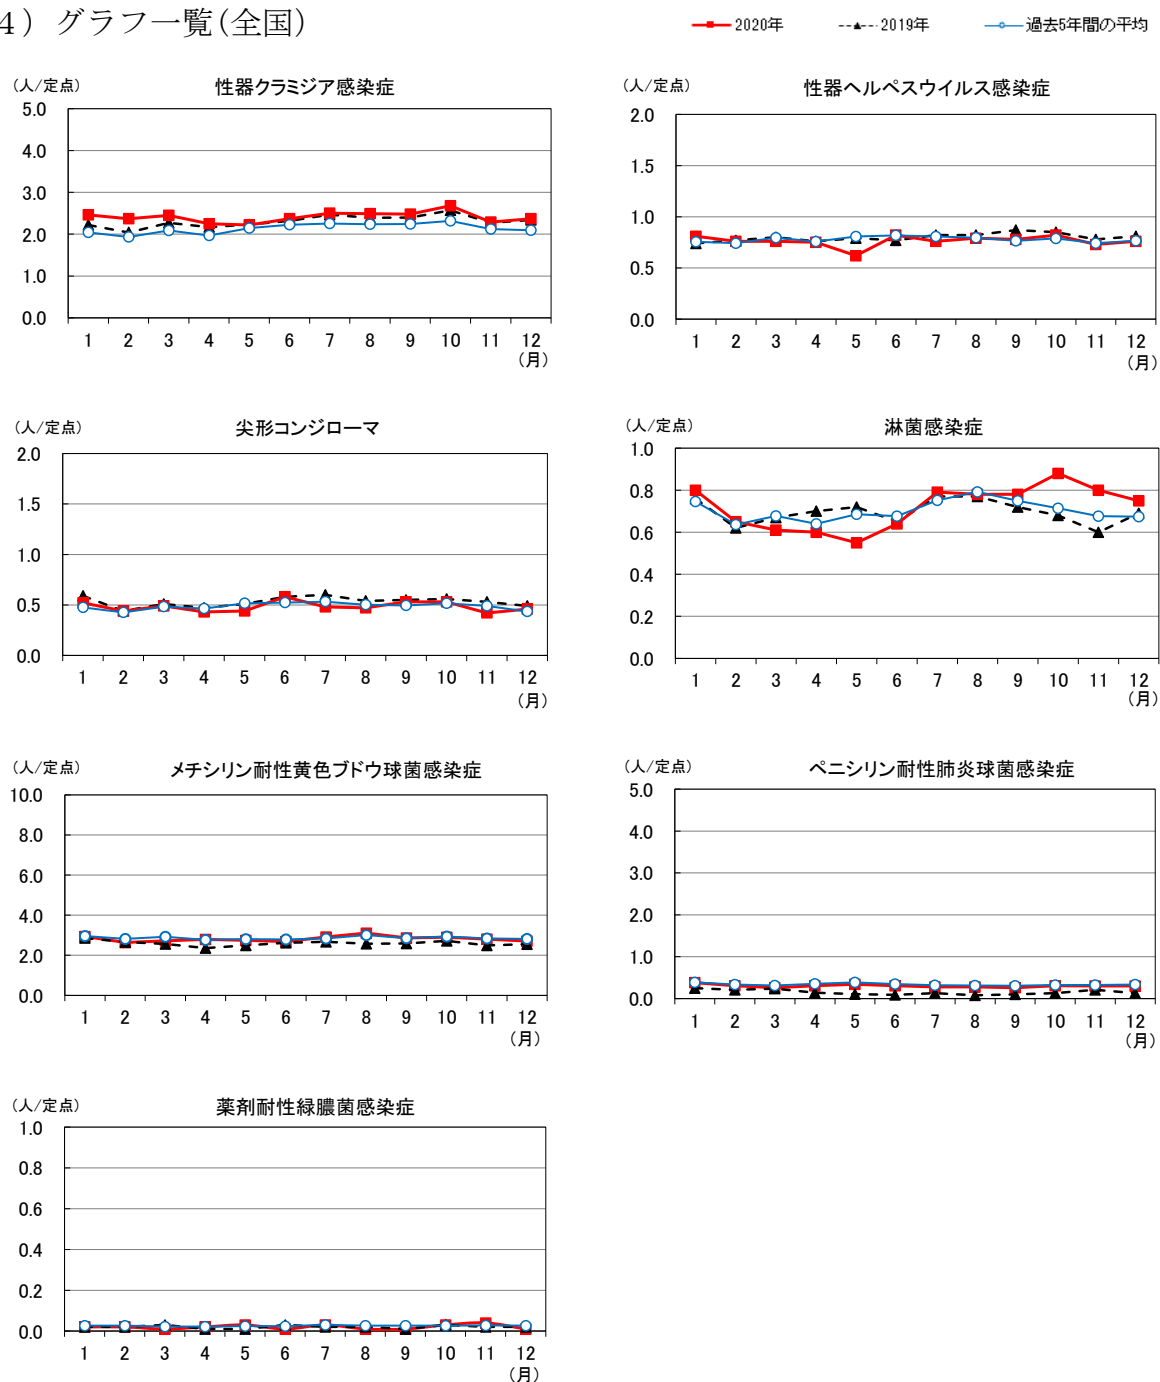 4）グラフ一覧(全国)
2020年 2019年 過去5年間の平均
(人/定点) 性器クラミジア感染症
5.0
4.0
3.0
2.0
1.0
0.0
1 2 3 4 5 6 7 8 9 10 11 12
(月)
(人/定点) 性器ヘルペスウイルス感染症
2.0
1.5
1.0
0.5
0.0
1 2 3 4 5 6 7 8 9 10 11 12
(月)
(人/定点) 尖形コンジローマ
2.0
1.5
1.0
0.5
0.0
1 2 3 4 5 6 7 8 9 10 11 12
(月)
(人/定点) 淋菌感染症
1.0
0.8
0.6
0.4
0.2
0.0
1 2 3 4 5 6 7 8 9 10 11 12
(月)
(人/定点) メチシリン耐性黄色ブドウ球菌感染症
10.0
8.0
6.0
4.0
2.0
0.0
1 2 3 4 5 6 7 8 9 10 11 12
(月)
(人/定点) ペニシリン耐性肺炎球菌感染症
5.0
4.0
3.0
2.0
1.0
0.0
1 2 3 4 5 6 7 8 9 10 11 12
(月)
(人/定点) 薬剤耐性緑膿菌感染症
1.0
0.8
0.6
0.4
0.2
0.0
1 2 3 4 5 6 7 8 9 10 11 12
(月)